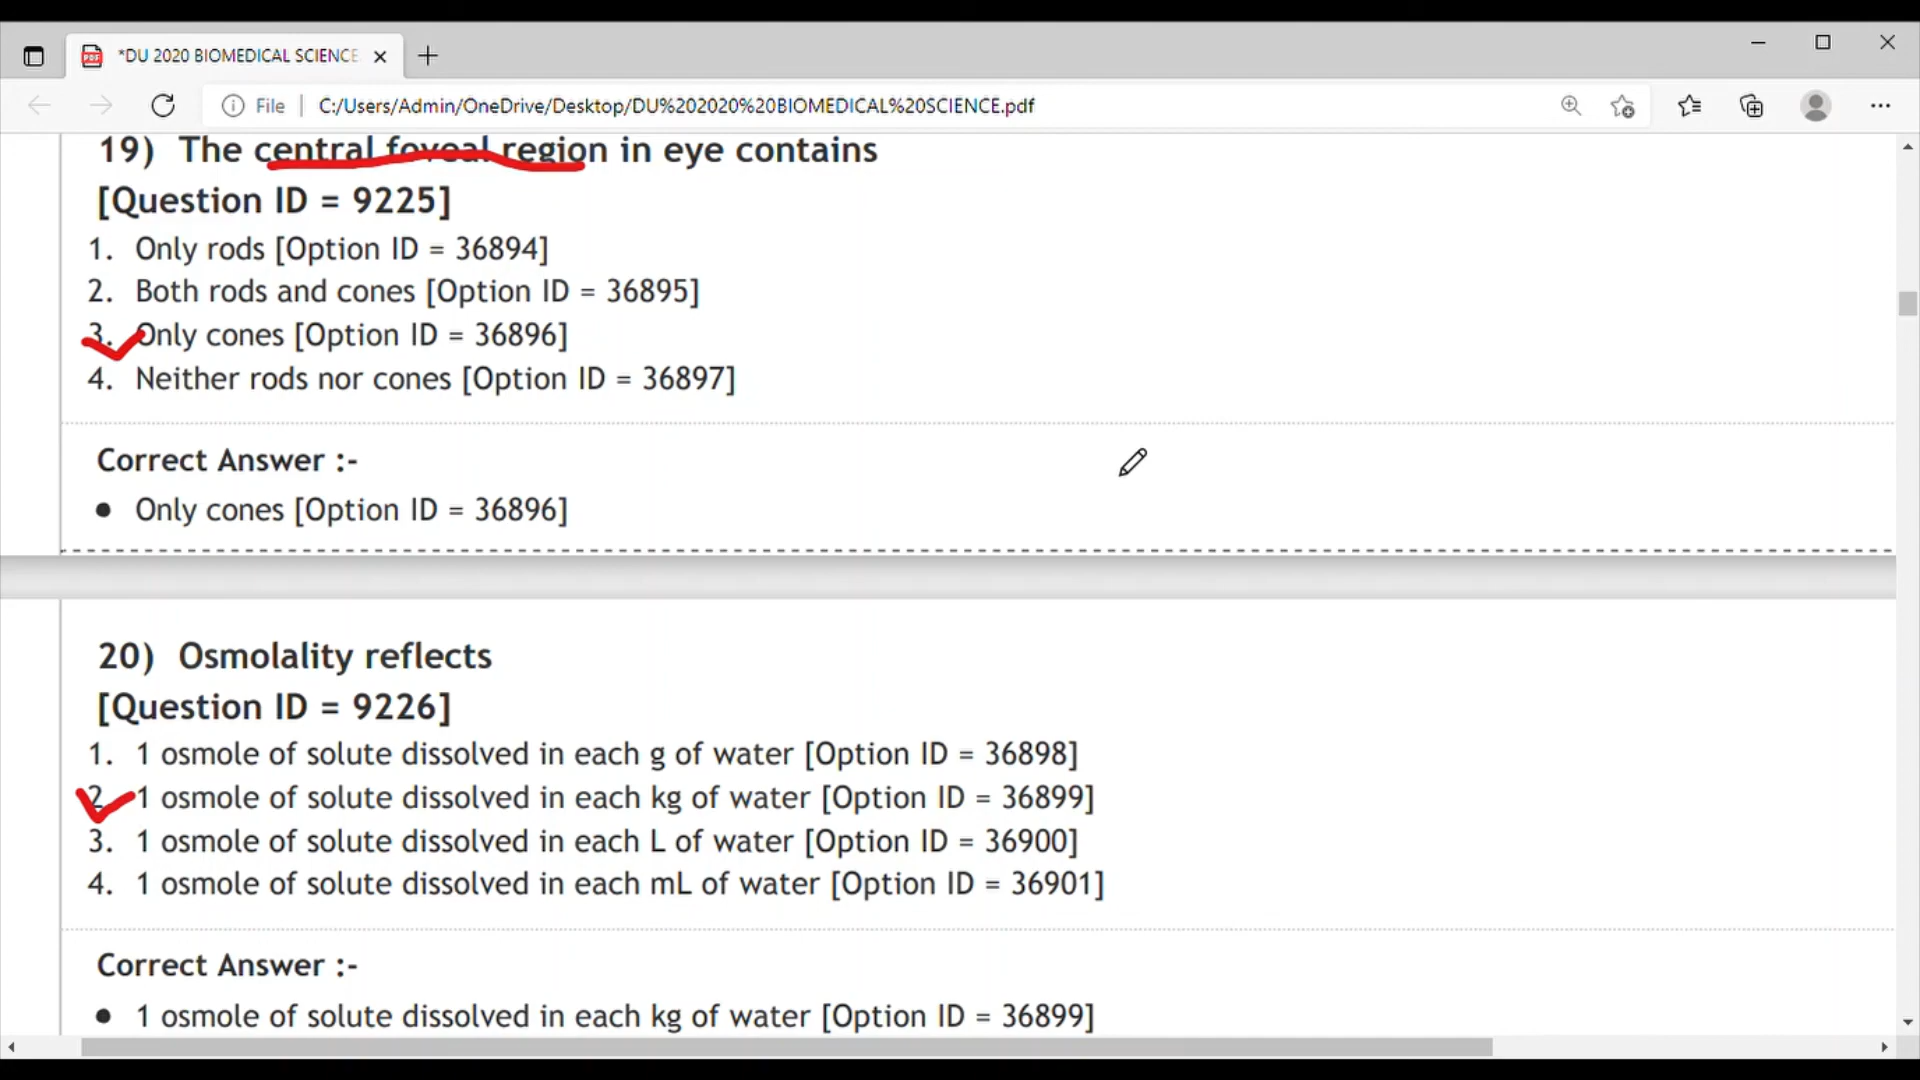 *DU 2020 BIOMEDICAL SCIENCE
File
C:/Users/Admin/OneDrive/Desktop/DU%202020%20BIOMEDICAL%20SCIENCE.pdf
19) The central foveal region in eye contains
[Question ID = 9225]
1. Only rods [Option ID = 36894]
2. Both rods and cones [Option ID = 36895]
3. Only cones [Option ID = 36896]
4. Neither rods nor cones [Option ID = 36897]
Correct Answer :-
• Only cones [Option ID = 36896]
20) Osmolality reflects
[Question ID = 9226]
1. 1 osmole of solute dissolved in each g of water [Option ID = 36898]
2. 1 osmole of solute dissolved in each kg of water [Option ID = 36899]
3. 1 osmole of solute dissolved in each L of water [Option ID = 36900]
4. 1 osmole of solute dissolved in each mL of water [Option ID = 36901]
Correct Answer :-
• 1 osmole of solute dissolved in each kg of water [Option ID = 36899]